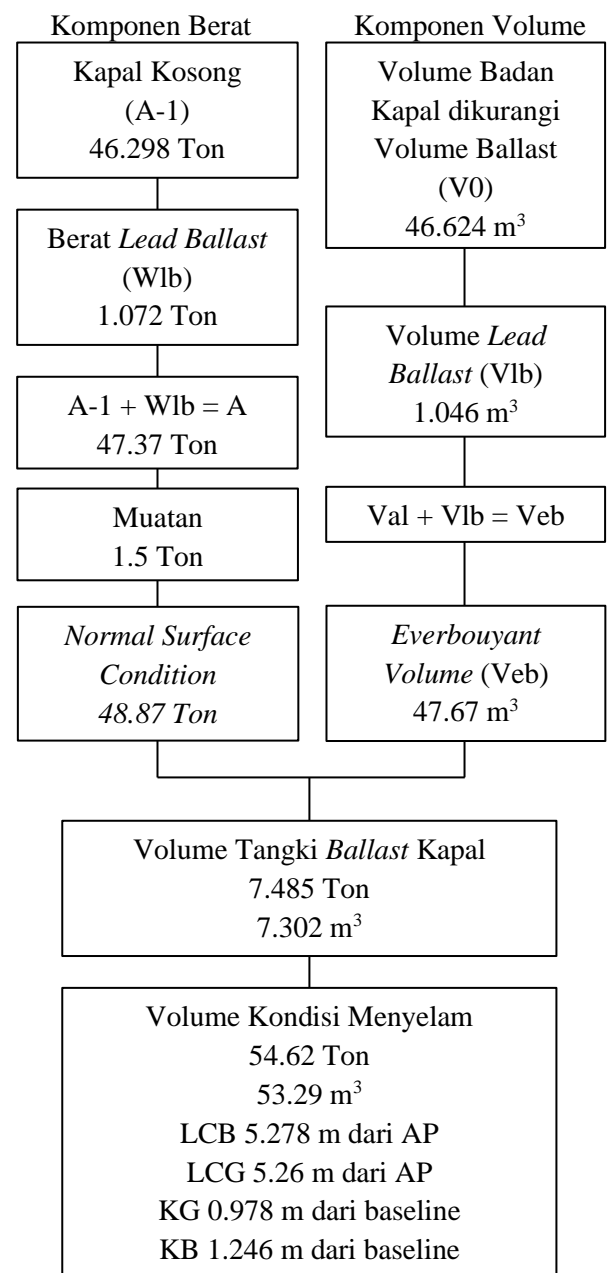 Komponen Berat
Kapal Kosong
(A-1)
46.298 Ton
Berat Lead Ballast
(Wlb)
1.072 Ton
A-1 + Wlb = A
47.37 Ton
Muatan
1.5 Ton
Normal Surface
Condition
48.87 Ton
Komponen Volume
Volume Badan
Kapal dikurangi
Volume Ballast
(V0)
46.624 m³
Volume Lead
Ballast (Vlb)
1.046 m³
Val + Vlb = Veb
Everbouyant
Volume (Veb)
47.67 m³
Volume Tangki Ballast Kapal
7.485 Ton
7.302 m³
Volume Kondisi Menyelam
54.62 Ton
53.29 m³
LCB 5.278 m dari AP
LCG 5.26 m dari AP
KG 0.978 m dari baseline
KB 1.246 m dari baseline